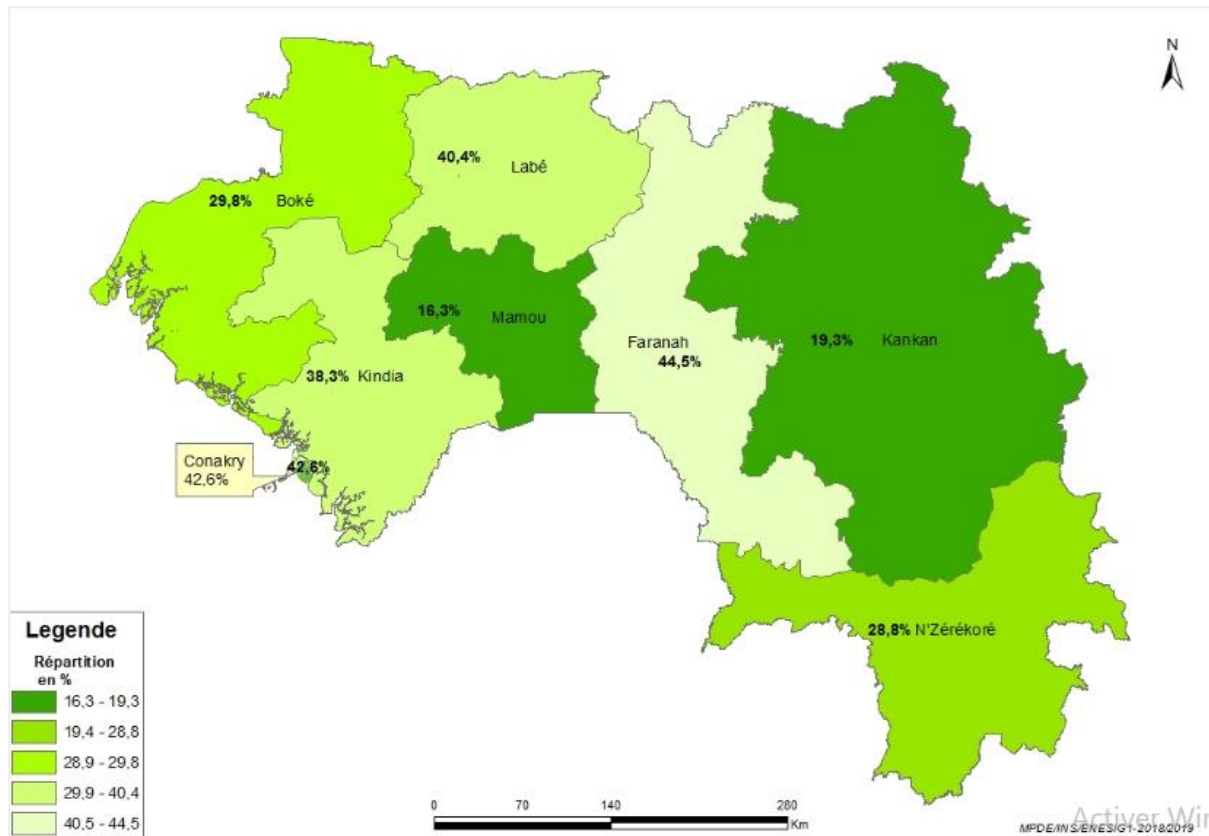 N
40,4%
Labé
29,8%
Boké
16,3%
Mamou
Faranah
44,5%
19,3%
Kankan
38,3% Kindia
Conakry
42,6%
42,6%
28,8% N'Zérékoré
Legende
Répartition
en %
16,3 - 19,3
19,4 - 28,8
28,9 - 29,8
29,9 - 40,4
40,5 - 44,5
0 70 140 280
Km
Activer Win
MPDE/INS/ENESIG1-2018/2019